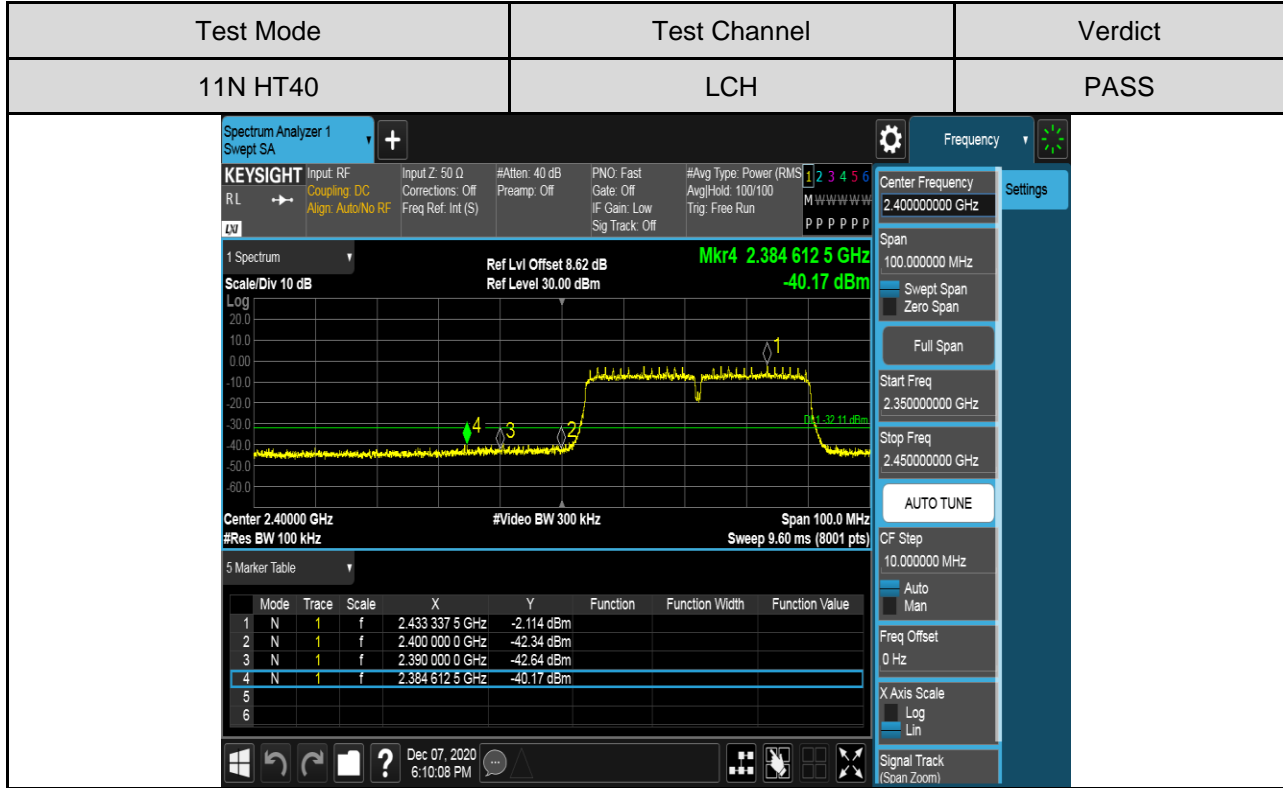 Test Mode Test Channel Verdict
11N HT40 LCH PASS
Spectrum Analyzer 1
Swept SA
+
Frequency
KEYSIGHT
RL
LXI
Input: RF
Coupling: DC
Align: Auto/No RF
Input Z: 50 Ω
Corrections: Off
Freq Ref: Int (S)
#Atten: 40 dB
Preamp: Off
PNO: Fast
Gate: Off
IF Gain: Low
Sig Track: Off
#Avg Type: Power (RMS
Avg|Hold: 100/100
Trig: Free Run
1 2 3 4 5 6
M W W W W W
P P P P P P
1 Spectrum
Scale/Div 10 dB
Ref Lvl Offset 8.62 dB
Ref Level 30.00 dBm
Mkr4 2.384 612 5 GHz
-40.17 dBm
Log
20.0
10.0
0.00
-10.0
-20.0
-30.0
-40.0
-50.0
-60.0
1
4
3
2
-32.11 dBm
Center 2.40000 GHz
#Res BW 100 kHz
#Video BW 300 kHz
Span 100.0 MHz
Sweep 9.60 ms (8001 pts)
5 Marker Table
Mode Trace Scale X Y Function Function Width Function Value
1 N 1 f 2.433 337 5 GHz -2.114 dBm
2 N 1 f 2.400 000 0 GHz -42.34 dBm
3 N 1 f 2.390 000 0 GHz -42.64 dBm
4 N 1 f 2.384 612 5 GHz -40.17 dBm
5
6
?
Dec 07, 2020
6:10:08 PM
Center Frequency
2.400000000 GHz
Settings
Span
100.000000 MHz
Swept Span
Zero Span
Full Span
Start Freq
2.350000000 GHz
Stop Freq
2.450000000 GHz
AUTO TUNE
CF Step
10.000000 MHz
Auto
Man
Freq Offset
0 Hz
X Axis Scale
Log
Lin
Signal Track
(Span Zoom)